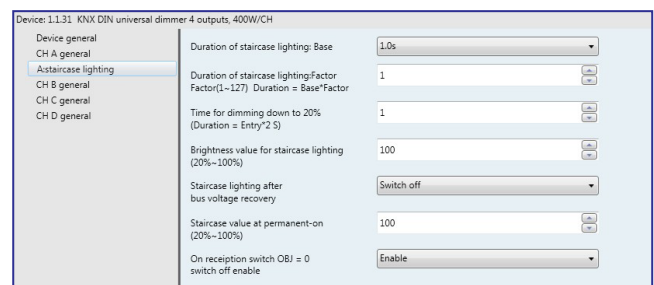 Device: 1.1.31 KNX DIN universal dimmer 4 outputs, 400W/CH
Device general
CH A general
A:staircase lighting
CH B general
CH C general
CH D general
Duration of staircase lighting: Base
1.0s
Duration of staircase lighting:Factor
Factor(1~127) Duration = Base*Factor
1
Time for dimming down to 20%
(Duration = Entry*2 S)
1
Brightness value for staircase lighting
(20%~100%)
100
Staircase lighting after
bus voltage recovery
Switch off
Staircase value at permanent-on
(20%~100%)
100
On receiption switch OBJ = 0
switch off enable
Enable